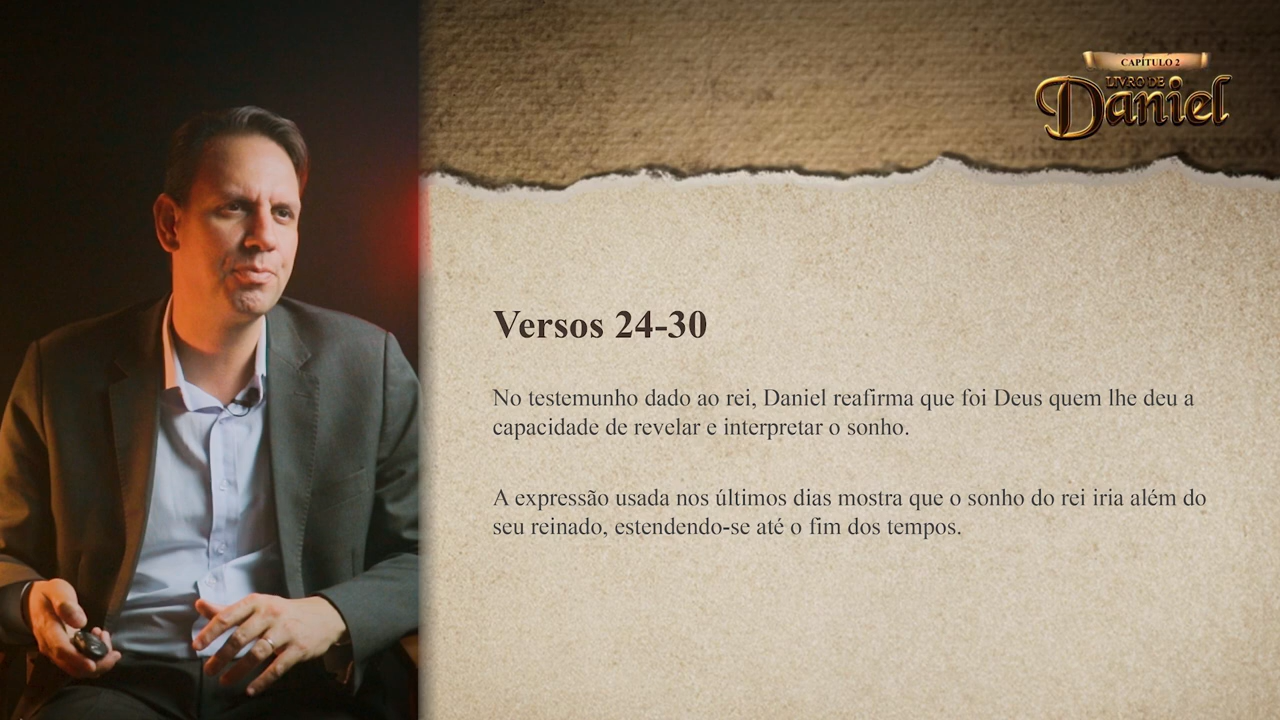 CAPÍTULO 2
LIVRO DE
Daniel
Versos 24-30
No testemunho dado ao rei, Daniel reafirma que foi Deus quem lhe deu a
capacidade de revelar e interpretar o sonho.
A expressão usada nos últimos dias mostra que o sonho do rei iria além do
seu reinado, estendendo-se até o fim dos tempos.